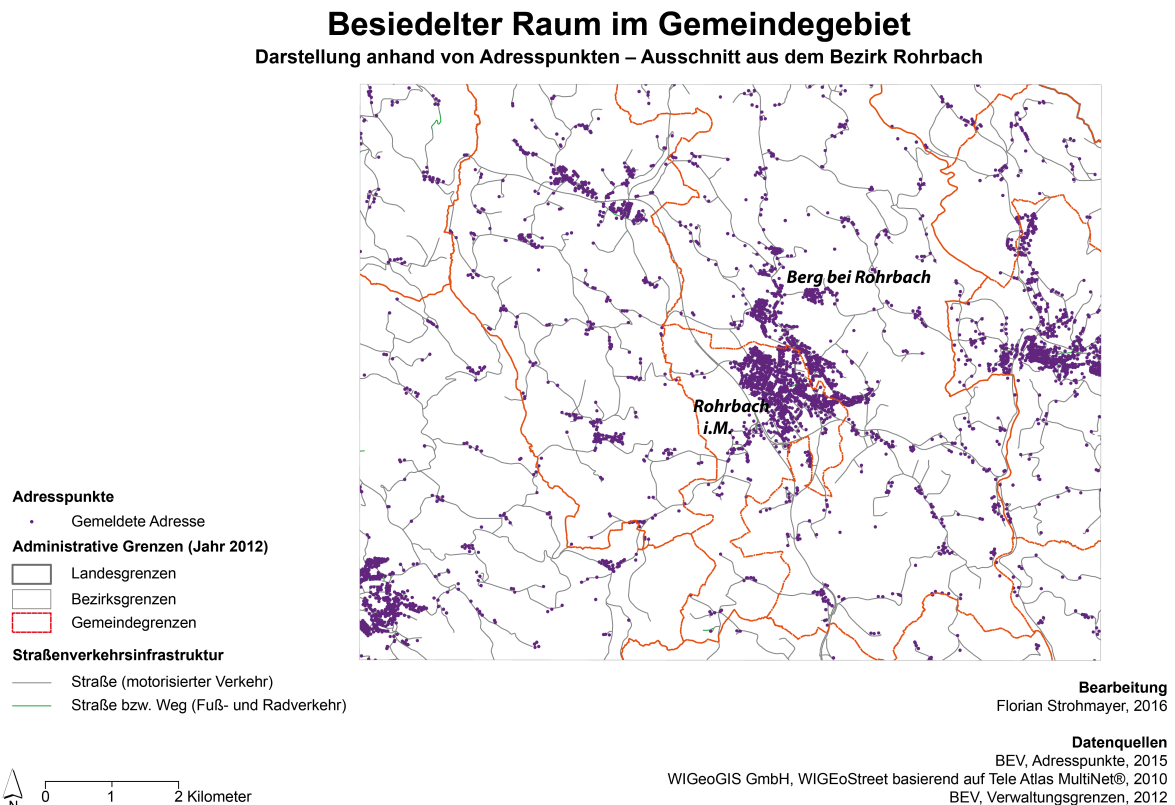 Besiedelter Raum im Gemeindegebiet
Darstellung anhand von Adresspunkten – Ausschnitt aus dem Bezirk Rohrbach
Berg bei Rohrbach
Rohrbach
i.M.
Adresspunkte
Gemeldete Adresse
Administrative Grenzen (Jahr 2012)
Landesgrenzen
Bezirksgrenzen
Gemeindegrenzen
Straßenverkehrsinfrastruktur
Straße (motorisierter Verkehr)
Straße bzw. Weg (Fuß- und Radverkehr)
N
0 1 2 Kilometer
Bearbeitung
Florian Strohmayer, 2016
Datenquellen
BEV, Adresspunkte, 2015
WIGeoGIS GmbH, WIGEoStreet basierend auf Tele Atlas MultiNet®, 2010
BEV, Verwaltungsgrenzen, 2012